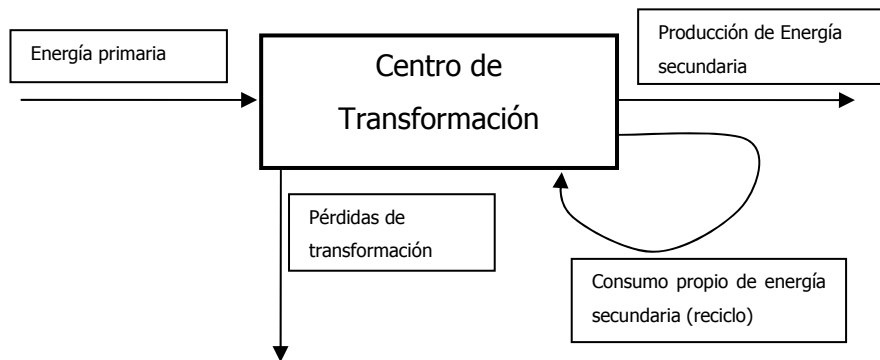 Energía primaria
Centro de
Transformación
Producción de Energía
secundaria
Pérdidas de
transformación
Consumo propio de energía
secundaria (reciclo)